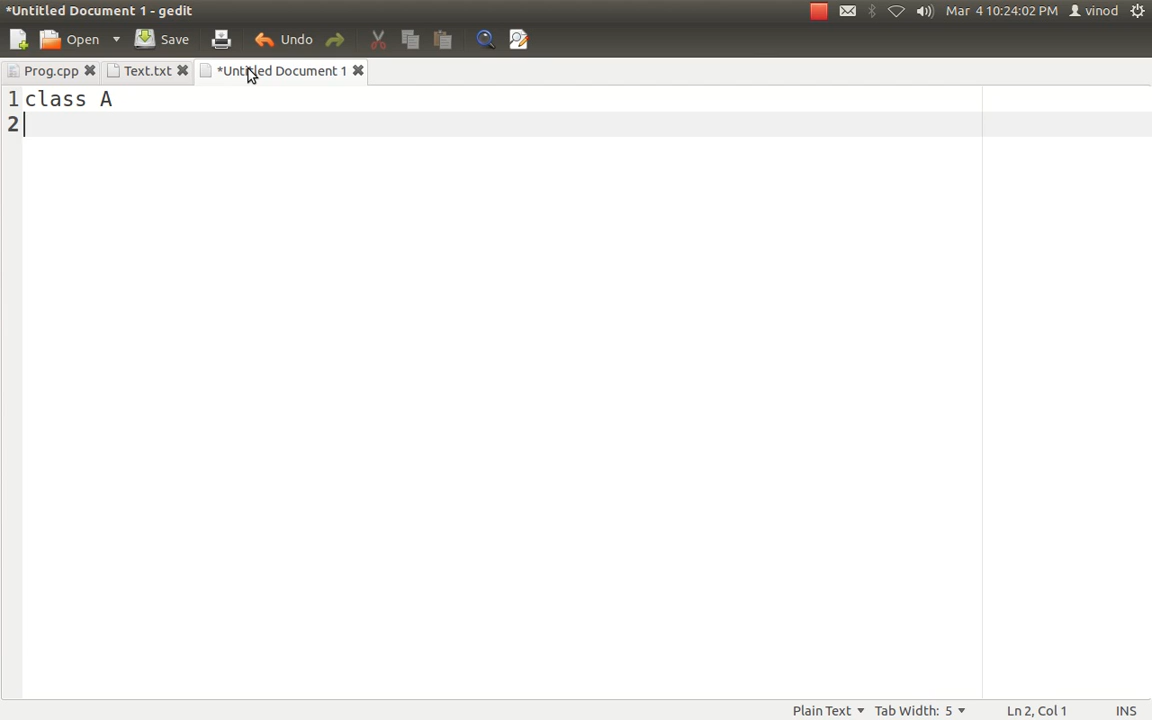 *Untitled Document 1 - gedit
Mar 4 10:24:02 PM vinod
Open Save Undo
Prog.cpp Text.txt *Untitled Document 1
1 class A
2
Plain Text Tab Width: 5 Ln 2, Col 1 INS